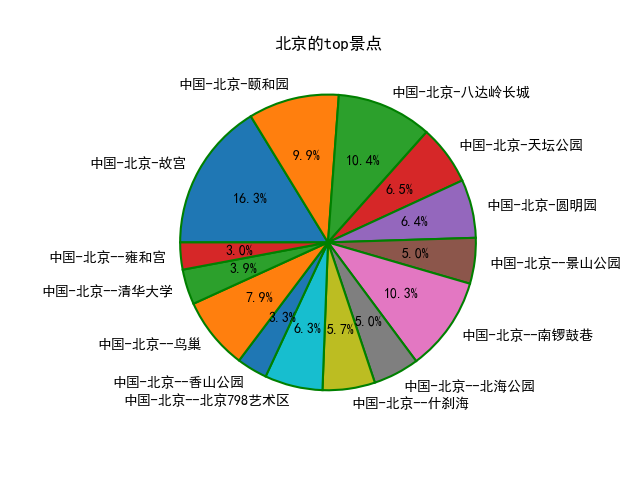 北京的top景点
中国-北京-颐和园
中国-北京-八达岭长城
中国-北京-天坛公园
中国-北京-故宫
中国-北京-圆明园
中国-北京--雍和宫
中国-北京--景山公园
中国-北京--清华大学
中国-北京--南锣鼓巷
中国-北京--鸟巢
中国-北京--香山公园
中国-北京--北海公园
中国-北京--北京798艺术区
中国-北京--什刹海
9.9%
10.4%
6.5%
16.3%
6.4%
3.0%
5.0%
3.9%
10.3%
7.9%
3.3%
6.3%
5.7%
5.0%